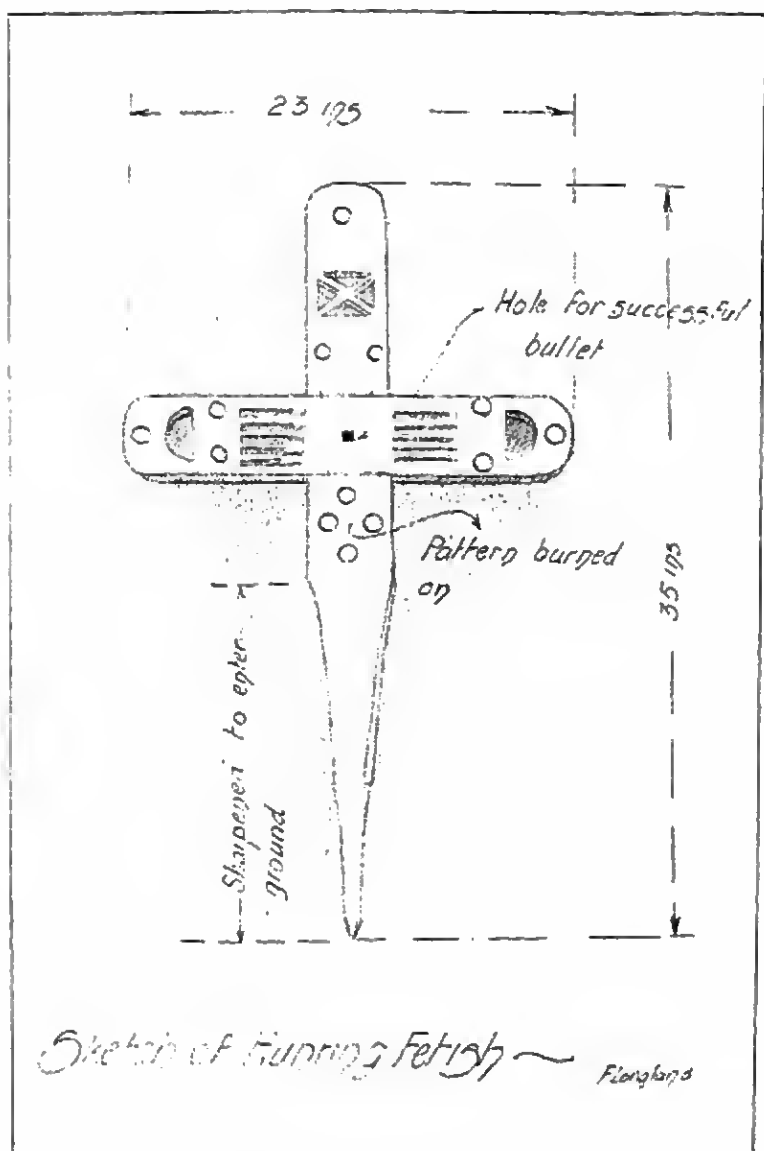 23 ins
Hole for successful
bullet
Pattern burned
on
35 ins
Sharpened to enter
ground
Sketch of Hunting Fetish